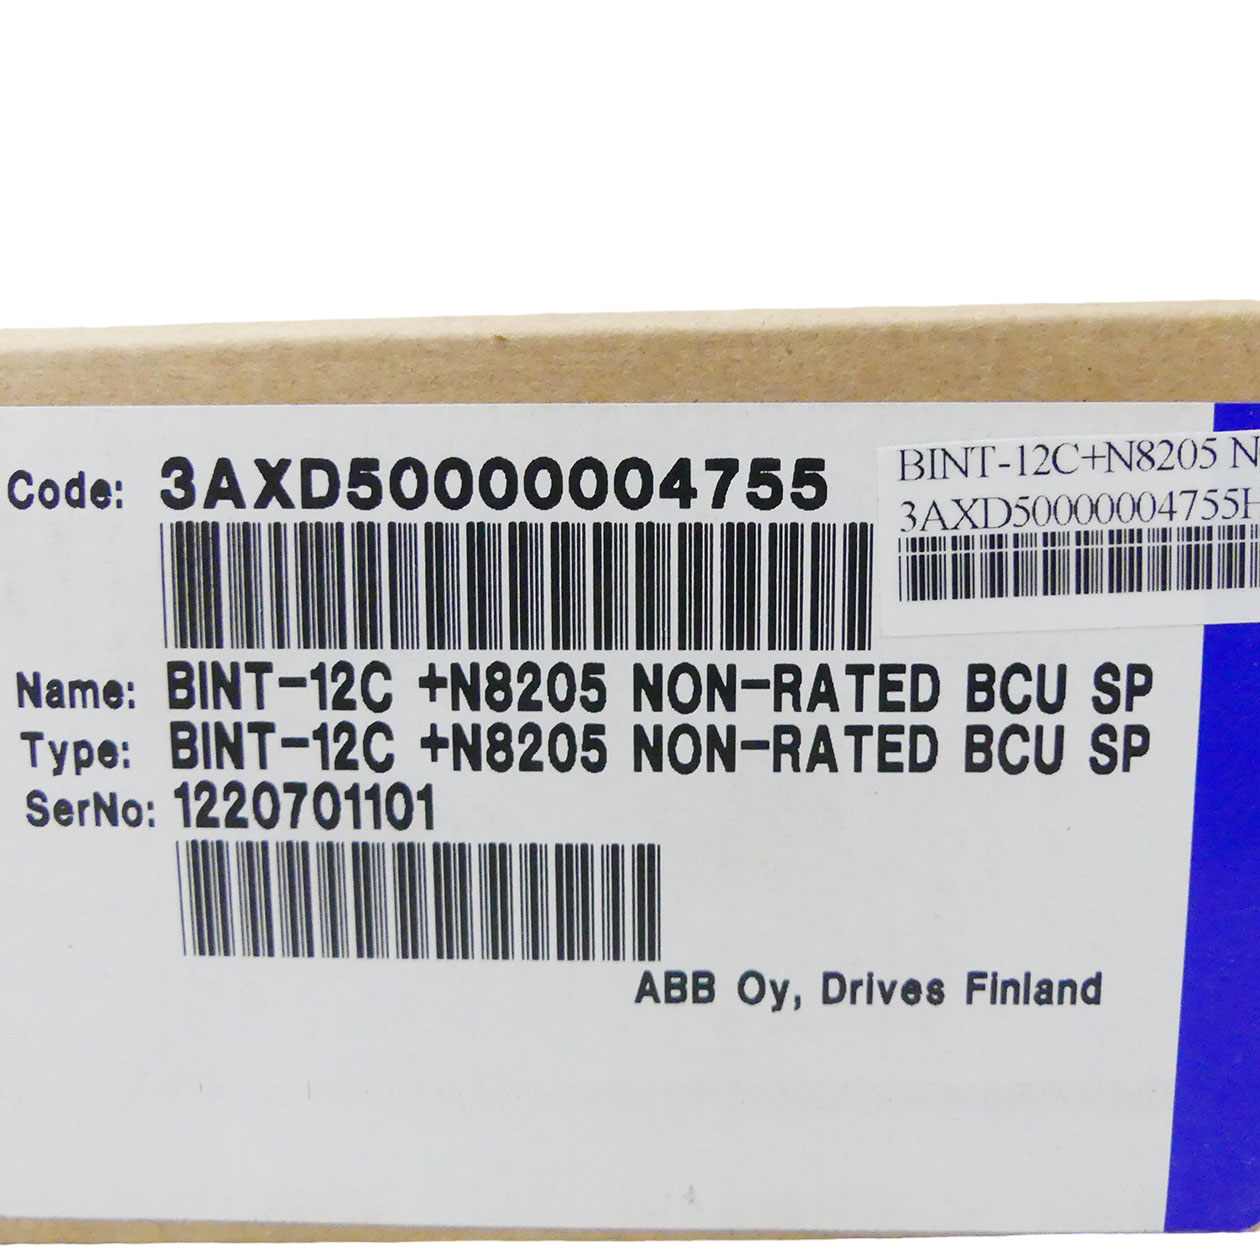 Code: 3AXD50000004755
BINT-12C+N8205 N
3AXD50000004755H
Name: BINT-12C +N8205 NON-RATED BCU SP
Type: BINT-12C +N8205 NON-RATED BCU SP
SerNo: 1220701101
ABB Oy, Drives Finland